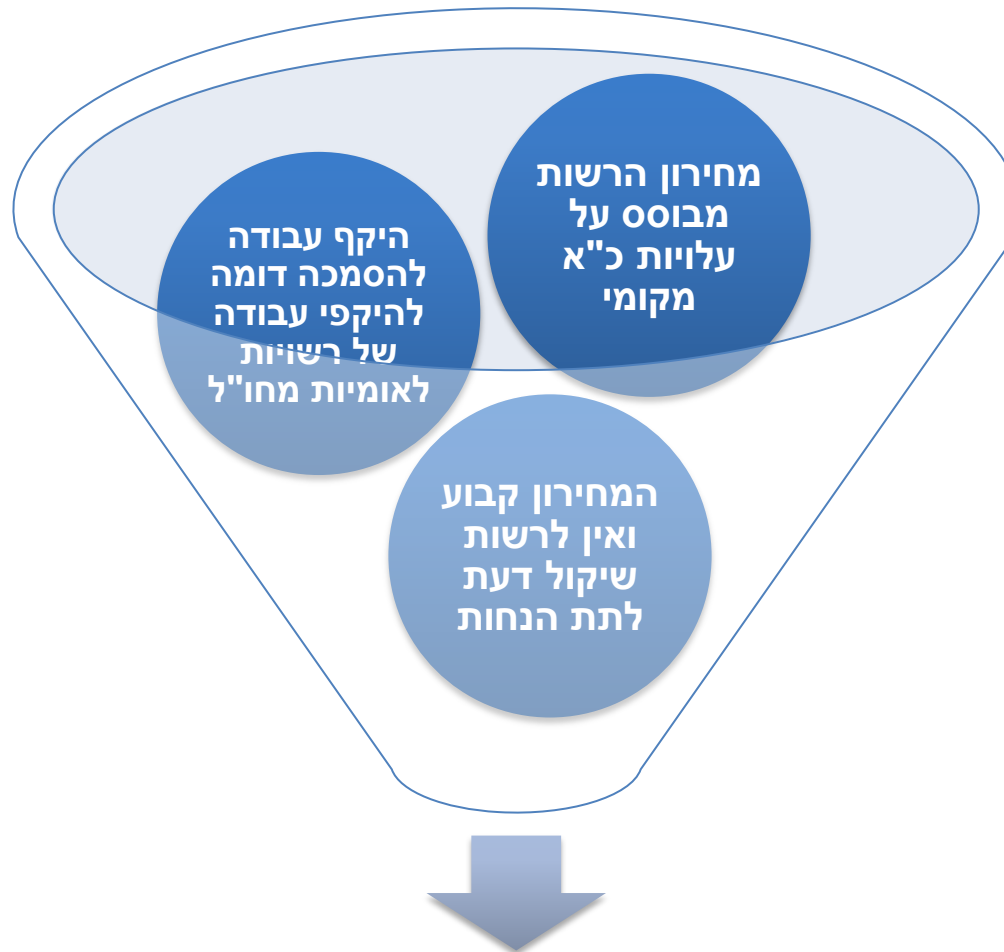 מחירון הרשות
מבוסס על
עלויות כ"א
מקומי
היקף עבודה
להסמכה דומה
להיקפי עבודה
של רשויות
לאומיות מחו"ל
המחירון קבוע
ואין לרשות
שיקול דעת
לתת הנחות